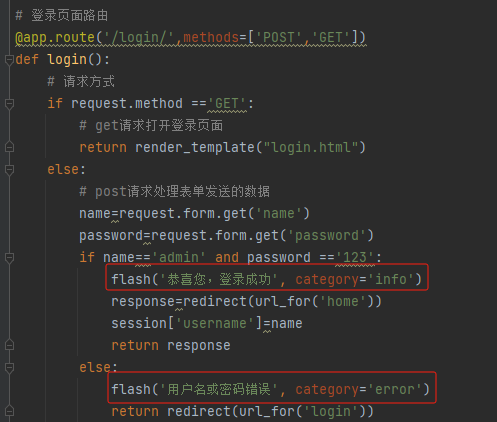 # 登录页面路由
@app.route('/login/',methods=['POST','GET'])
def login():
    # 请求方式
    if request.method =='GET':
        # get请求打开登录页面
        return render_template("login.html")
    else:
        # post请求处理表单发送的数据
        name=request.form.get('name')
        password=request.form.get('password')
        if name=='admin' and password =='123':
            flash('恭喜您，登录成功', category='info')
            response=redirect(url_for('home'))
            session['username']=name
            return response
        else:
            flash('用户名或密码错误', category='error')
            return redirect(url_for('login'))